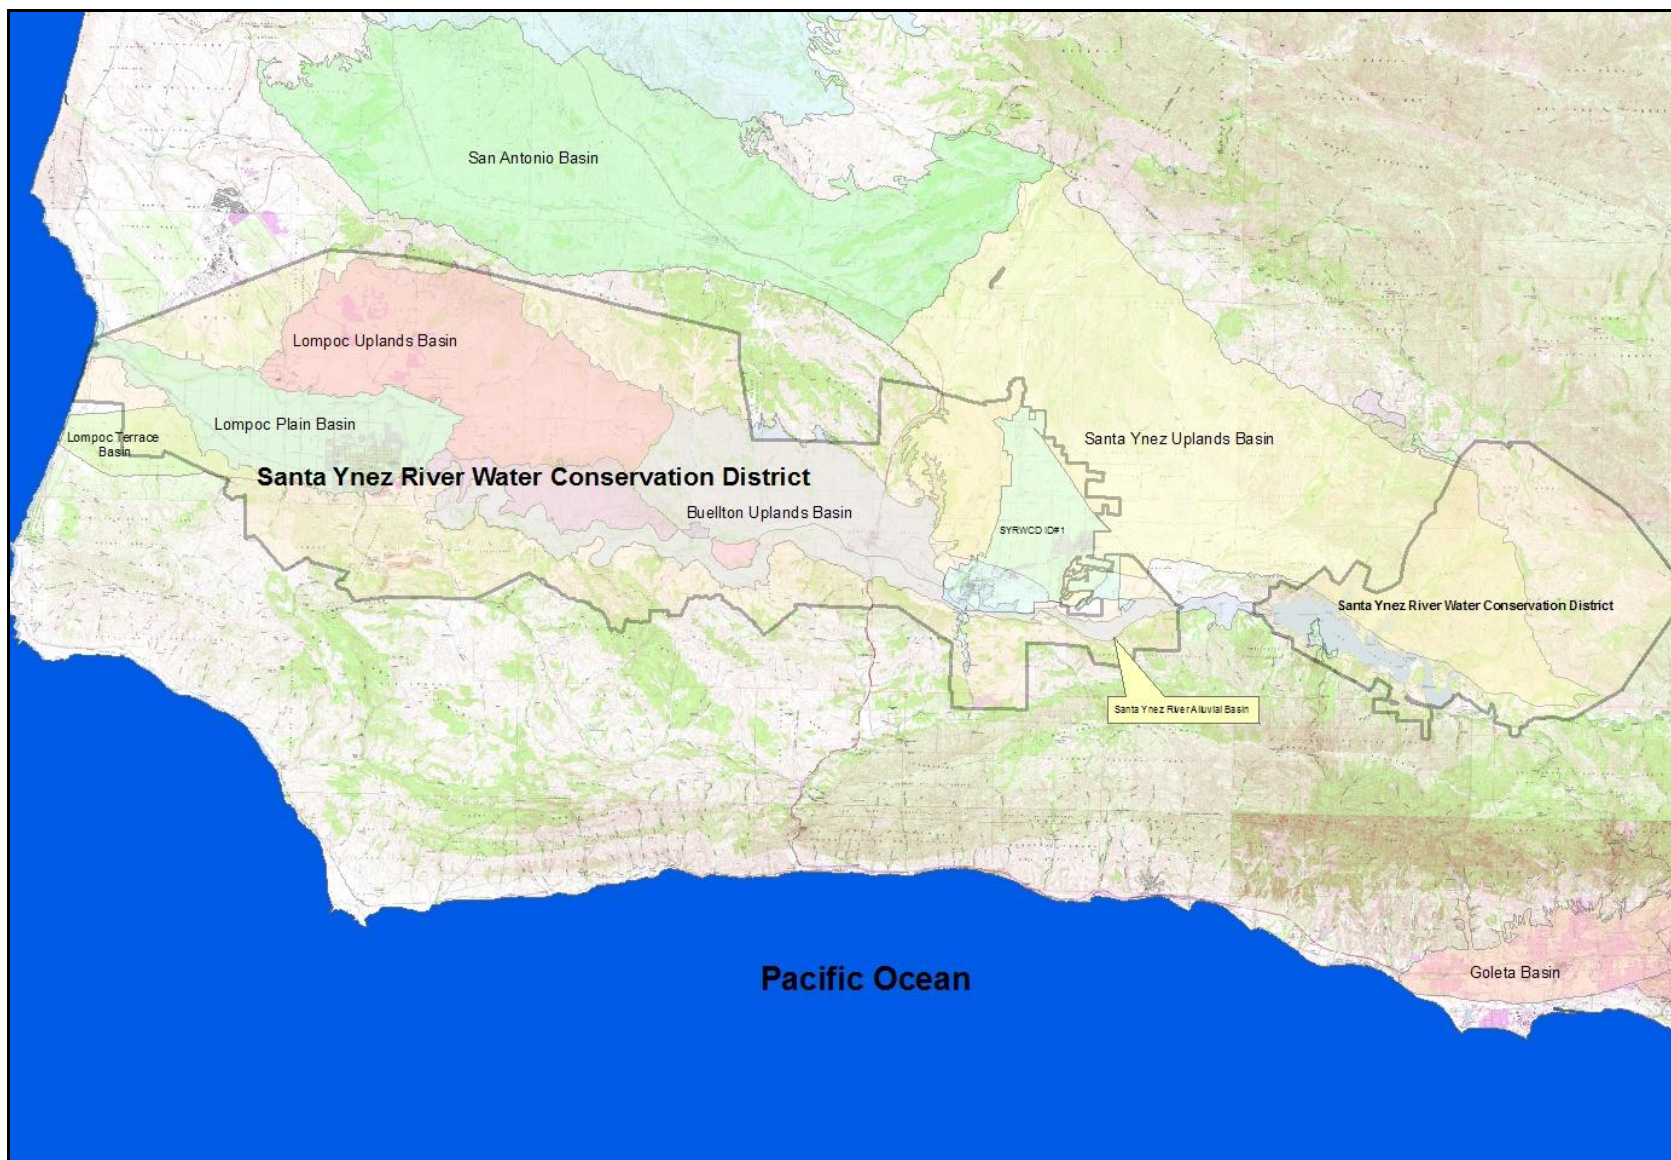 San Antonio Basin
Lompoc Uplands Basin
Lompoc Plain Basin
Lompoc Terrace
Basin
Santa Ynez Uplands Basin
Santa Ynez River Water Conservation District
Buellton Uplands Basin
SYRWCD ID#1
Santa Ynez River Water Conservation District
Santa Ynez River Alluvial Basin
Goleta Basin
Pacific Ocean